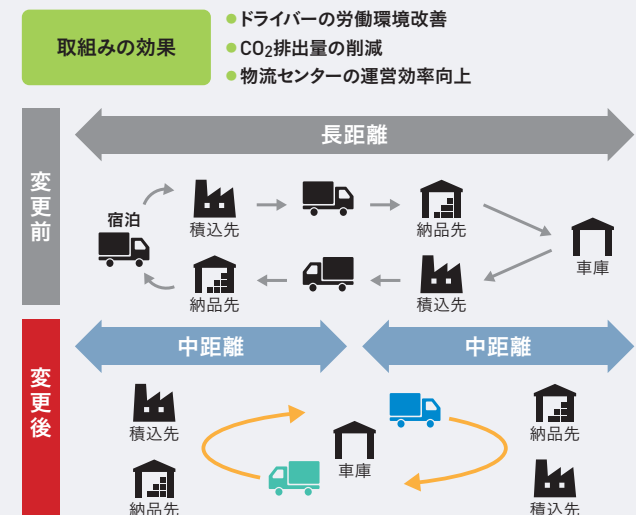 取組みの効果
●ドライバーの労働環境改善
●CO2排出量の削減
●物流センターの運営効率向上
変更前
長距離
宿泊
積込先
納品先
車庫
納品先
積込先
変更後
中距離
中距離
積込先
納品先
車庫
納品先
積込先